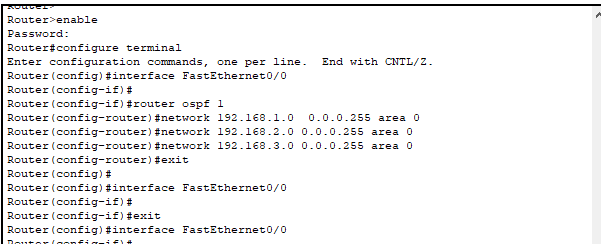 Router>
Router>enable
Password:
Router#configure terminal
Enter configuration commands, one per line.  End with CNTL/Z.
Router(config)#interface FastEthernet0/0
Router(config-if)#
Router(config-if)#router ospf 1
Router(config-router)#network 192.168.1.0  0.0.0.255 area 0
Router(config-router)#network 192.168.2.0 0.0.0.255 area 0
Router(config-router)#network 192.168.3.0 0.0.0.255 area 0
Router(config-router)#exit
Router(config)#
Router(config)#interface FastEthernet0/0
Router(config-if)#
Router(config-if)#exit
Router(config)#interface FastEthernet0/0
Router(config-if)#